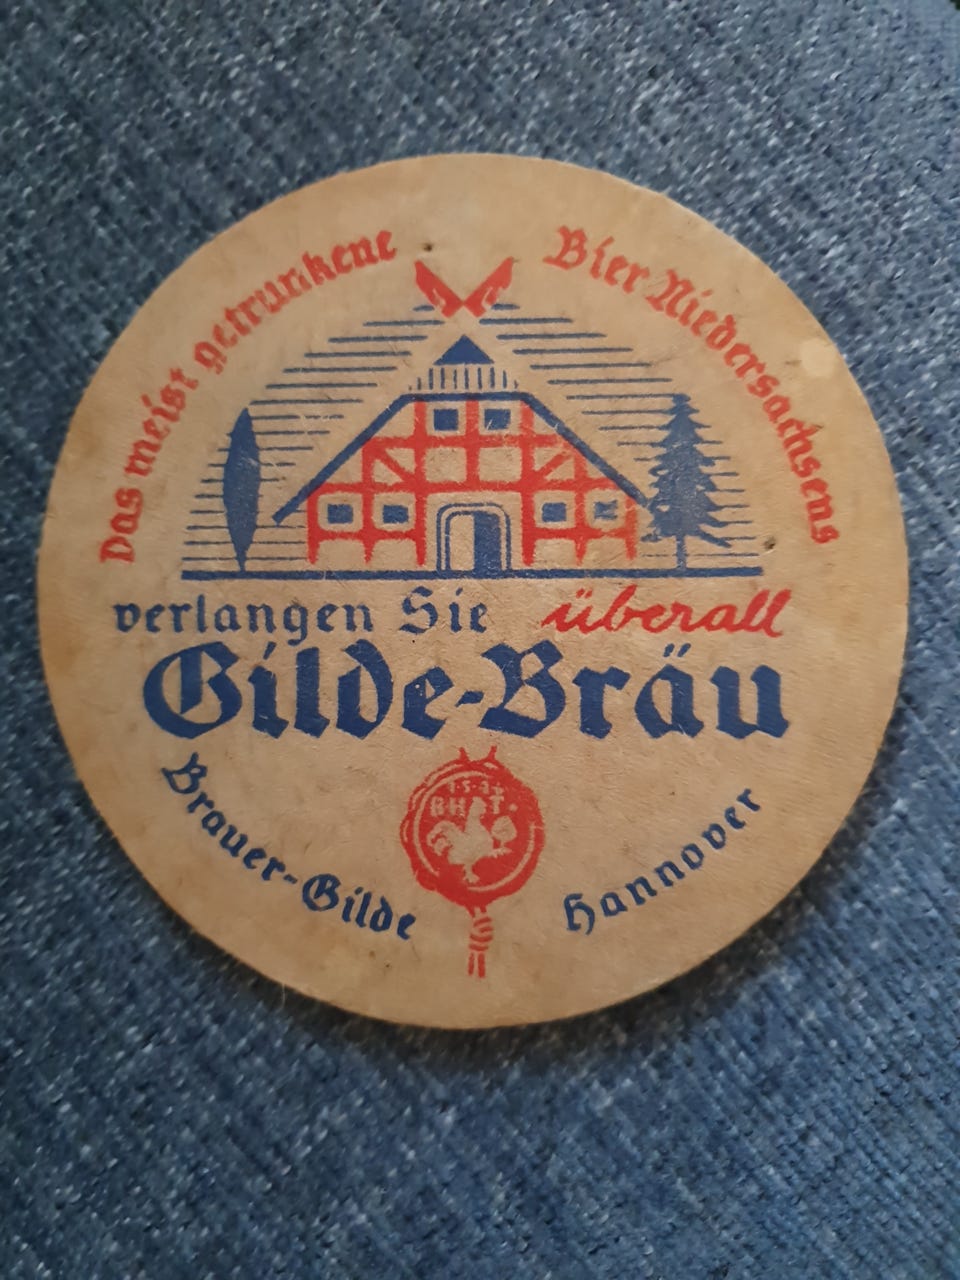 Das meist getrunkene Bier Niedersachsens
verlangen Sie überall
Gilde-Bräu
Brauer-Gilde Hannover